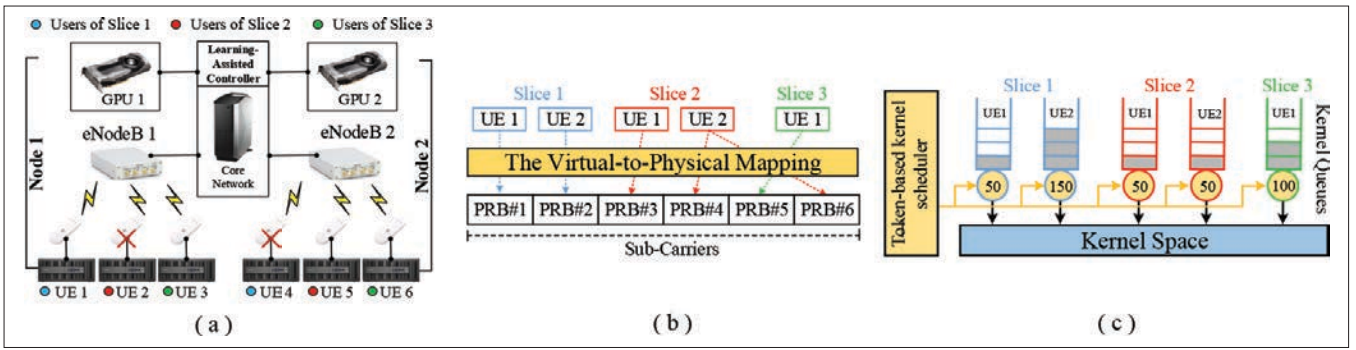 Users of Slice 1
Users of Slice 2
Users of Slice 3
Node 1
GPU 1
Learning-
Assisted
Controller
GPU 2
eNodeB 1
eNodeB 2
Core
Network
Node 2
UE 1
UE 2
UE 3
UE 4
UE 5
UE 6
( a )
Slice 1
Slice 2
Slice 3
UE 1
UE 2
UE 1
UE 2
UE 1
The Virtual-to-Physical Mapping
PRB#1
PRB#2
PRB#3
PRB#4
PRB#5
PRB#6
Sub-Carriers
( b )
Token-based kernel
scheduler
Slice 1
Slice 2
Slice 3
UE1
UE2
UE1
UE2
UE1
Kernel Queues
50
150
50
50
100
Kernel Space
( c )